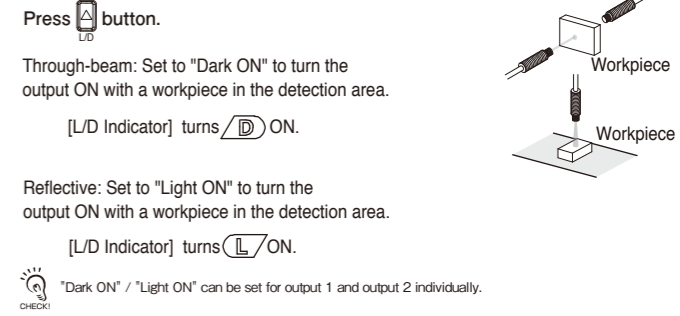 Press button.
L/D
Through-beam: Set to "Dark ON" to turn the
output ON with a workpiece in the detection area.
[L/D Indicator] turns D ON.
Reflective: Set to "Light ON" to turn the
output ON with a workpiece in the detection area.
[L/D Indicator] turns L ON.
CHECK!
"Dark ON" / "Light ON" can be set for output 1 and output 2 individually.
Workpiece
Workpiece